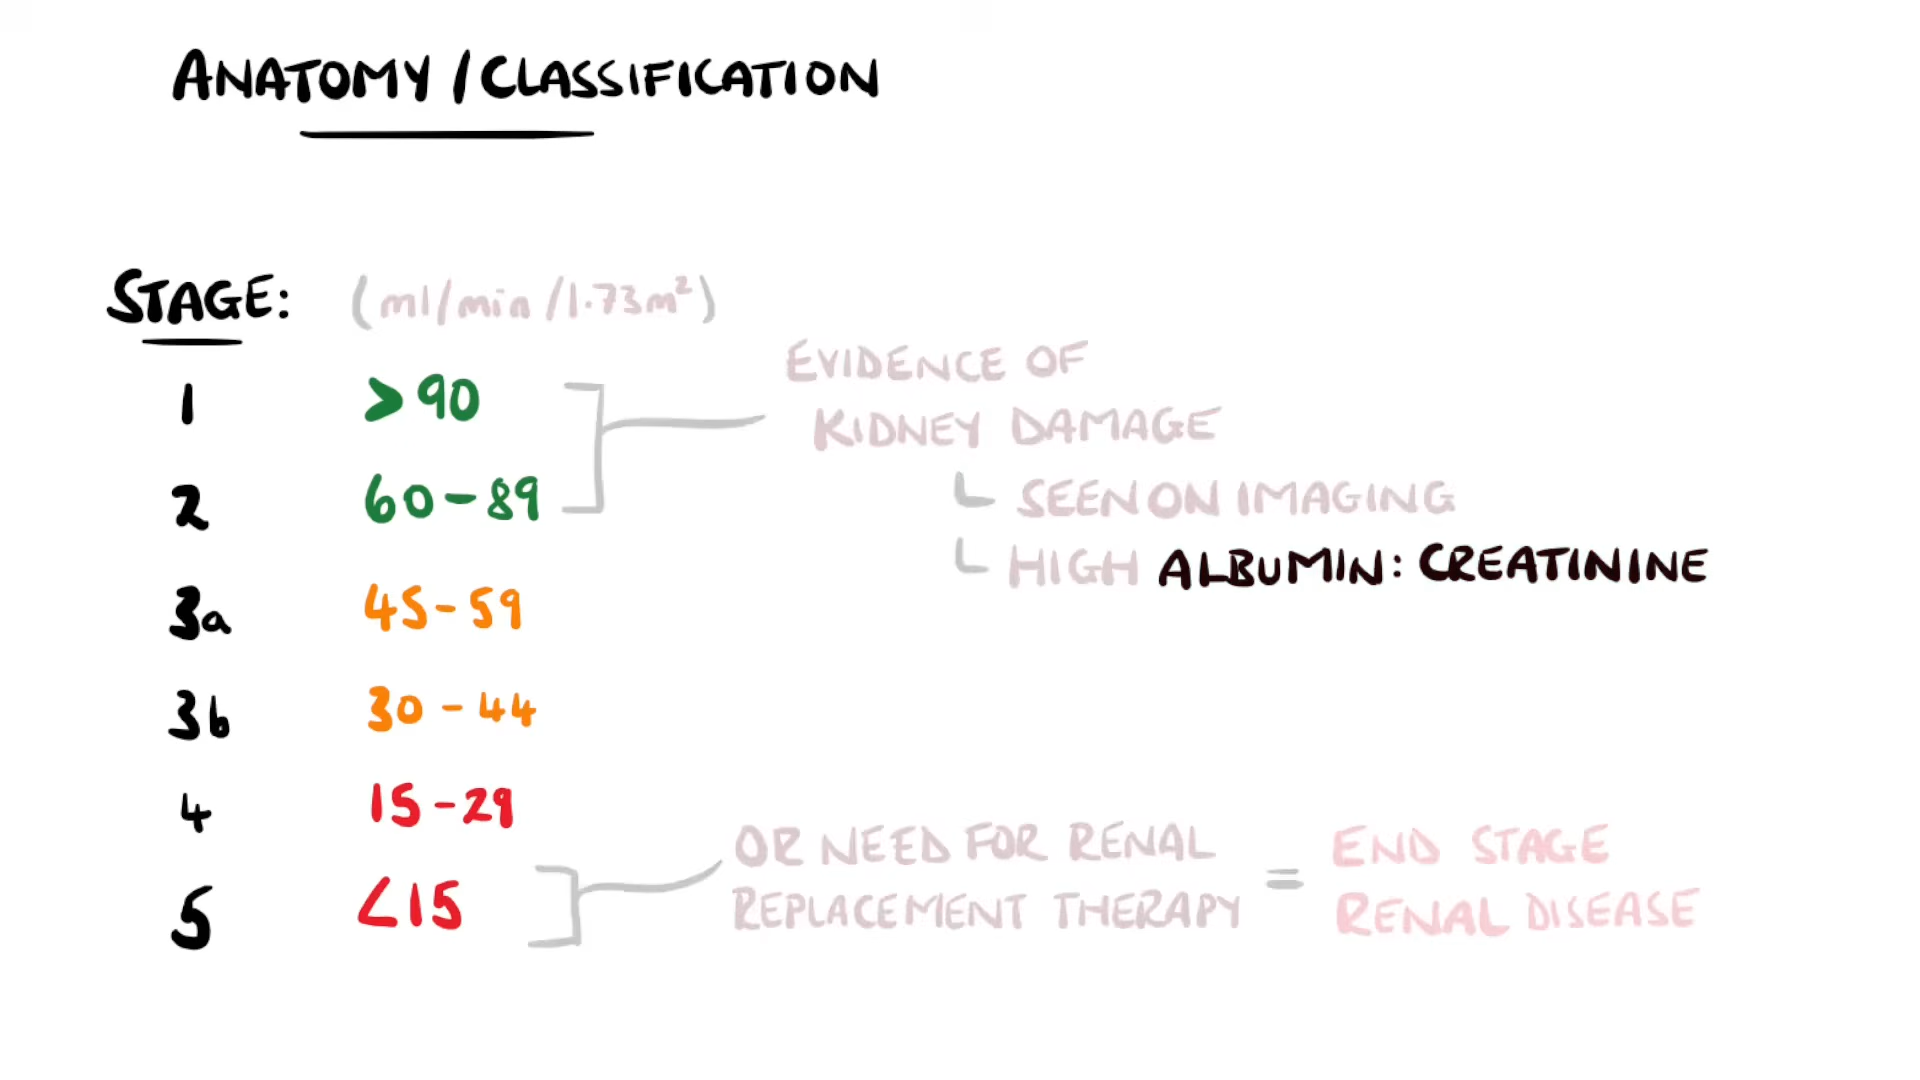 ANATOMY / CLASSIFICATION
STAGE: (ml/min/1.73m²)
1 >90
2 60-89
EVIDENCE OF
KIDNEY DAMAGE
SEEN ON IMAGING
HIGH ALBUMIN: CREATININE
3a 45-59
3b 30-44
4 15-29
5 <15
OR NEED FOR RENAL
REPLACEMENT THERAPY
=
END STAGE
RENAL DISEASE